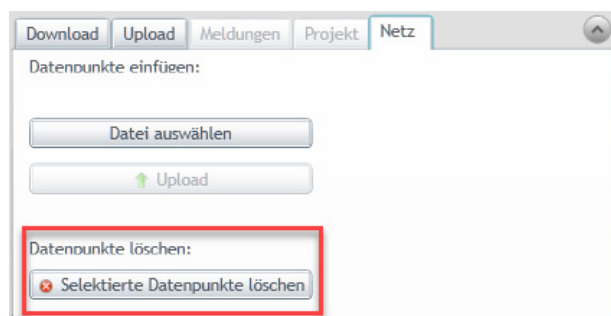 Download Upload Meldungen Projekt Netz
Datenpunkte einfügen:
Datei auswählen
Upload
Datenpunkte löschen:
Selektierte Datenpunkte löschen